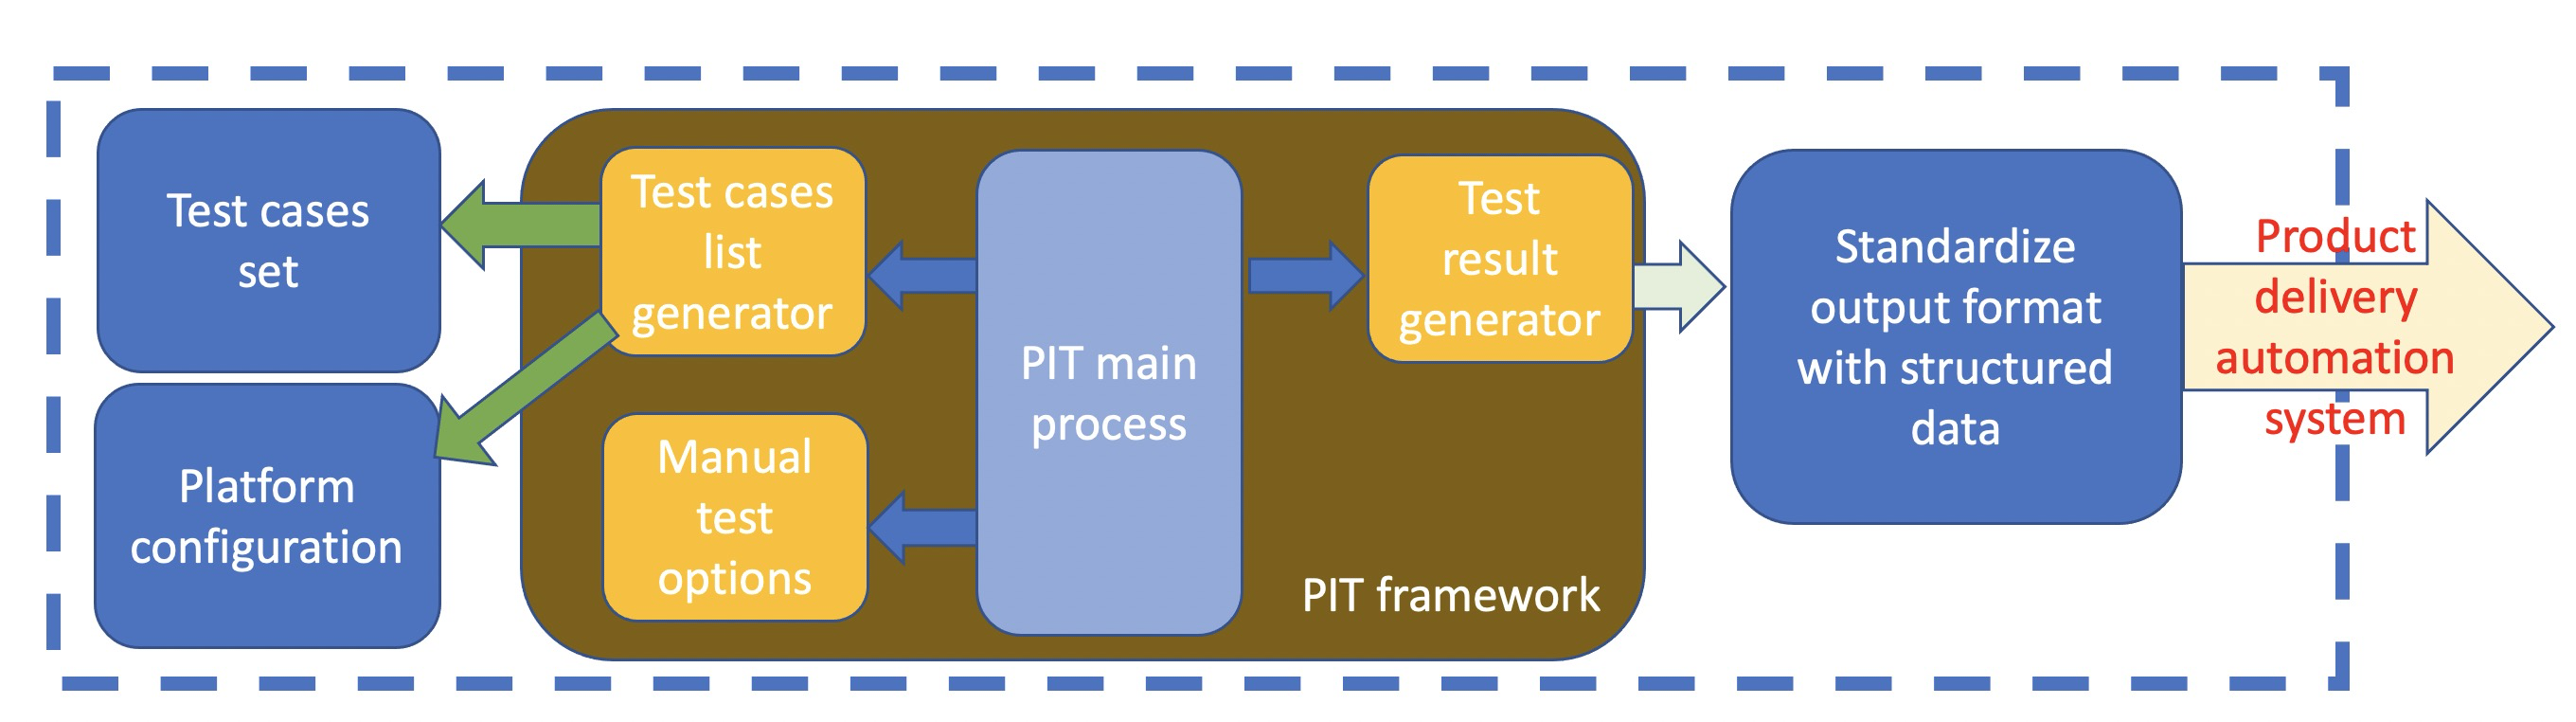 Test cases
set
Platform
configuration
Test cases
list
generator
Manual
test
options
PIT main
process
Test
result
generator
PIT framework
Standardize
output format
with structured
data
Product
delivery
automation
system